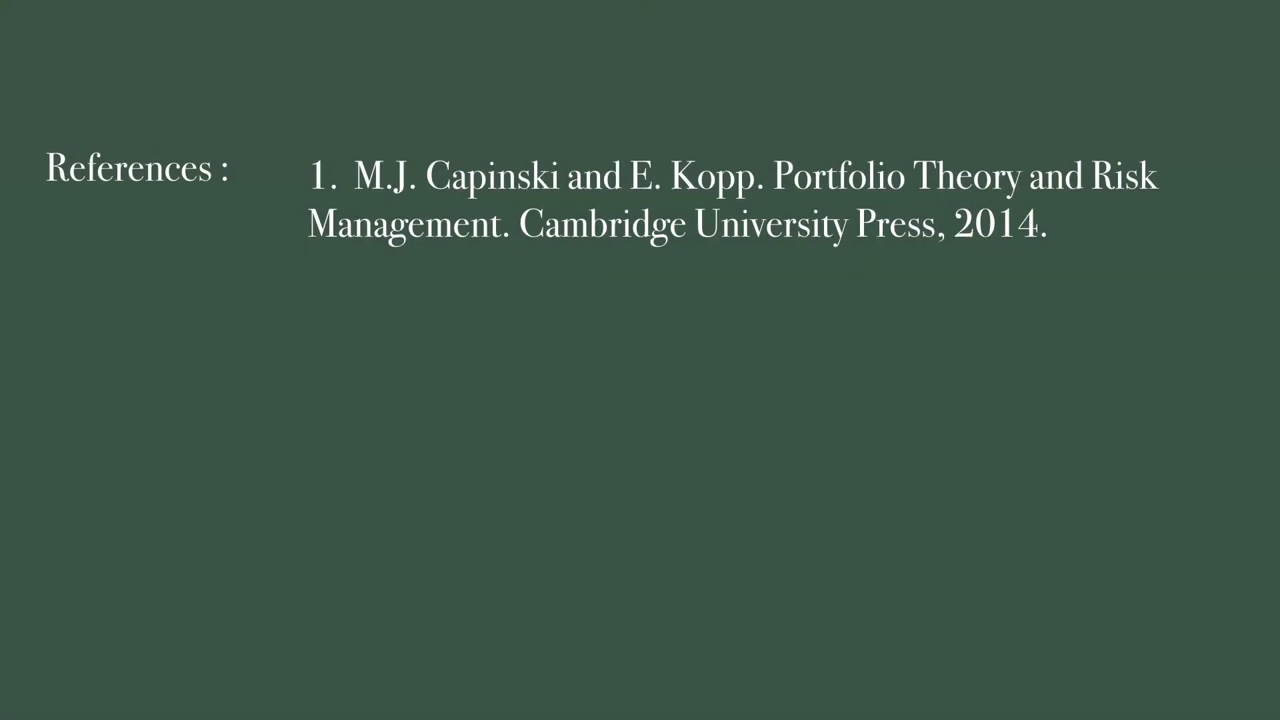 References :
1. M.J. Capinski and E. Kopp. Portfolio Theory and Risk
Management. Cambridge University Press, 2014.